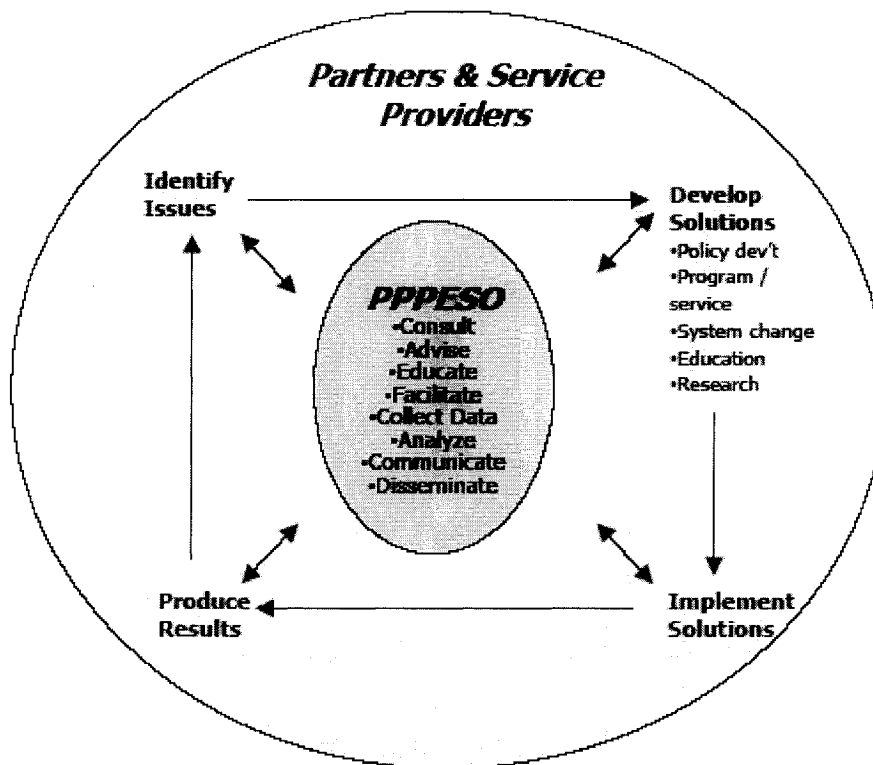 Partners & Service
Providers
Identify
Issues
Develop
Solutions
•Policy dev't
•Program /
service
•System change
•Education
•Research
PPPESO
•Consult
•Advise
•Educate
•Facilitate
•Collect Data
•Analyze
•Communicate
•Disseminate
Produce
Results
Implement
Solutions